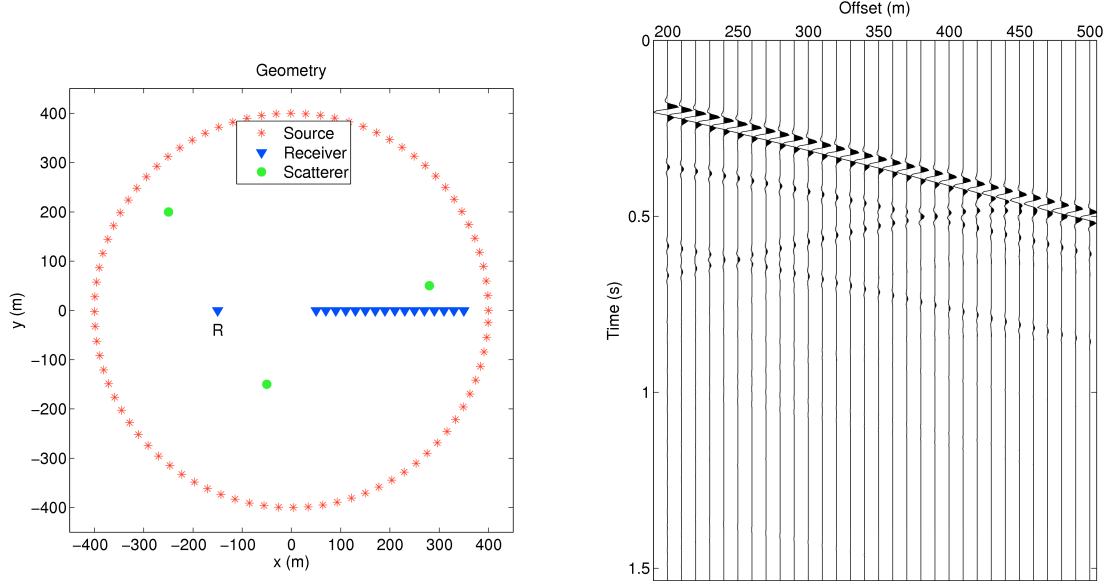 Geometry
400
300
200
100
0
−100
−200
−300
−400
y (m)
Source
Receiver
Scatterer
R
−400 −300 −200 −100 0 100 200 300 400
x (m)
Offset (m)
200 250 300 350 400 450 500
0
0.5
1
1.5
Time (s)